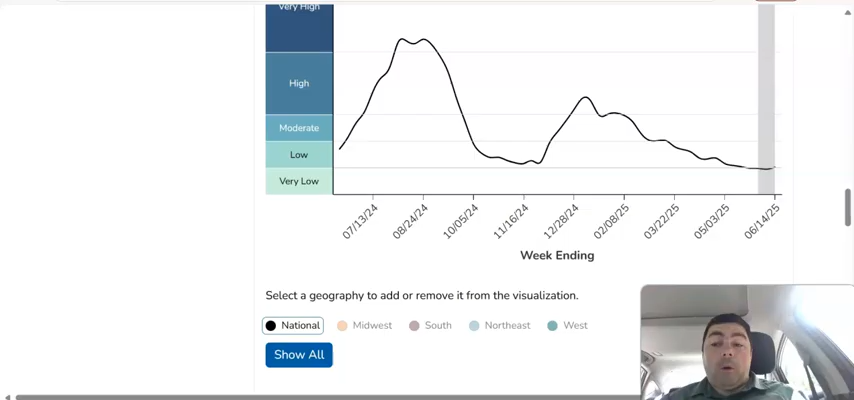 Very High
High
Moderate
Low
Very Low
07/13/24 08/24/24 10/05/24 11/16/24 12/28/24 02/08/25 03/22/25 05/03/25 06/14/25
Week Ending
Select a geography to add or remove it from the visualization.
National Midwest South Northeast West
Show All